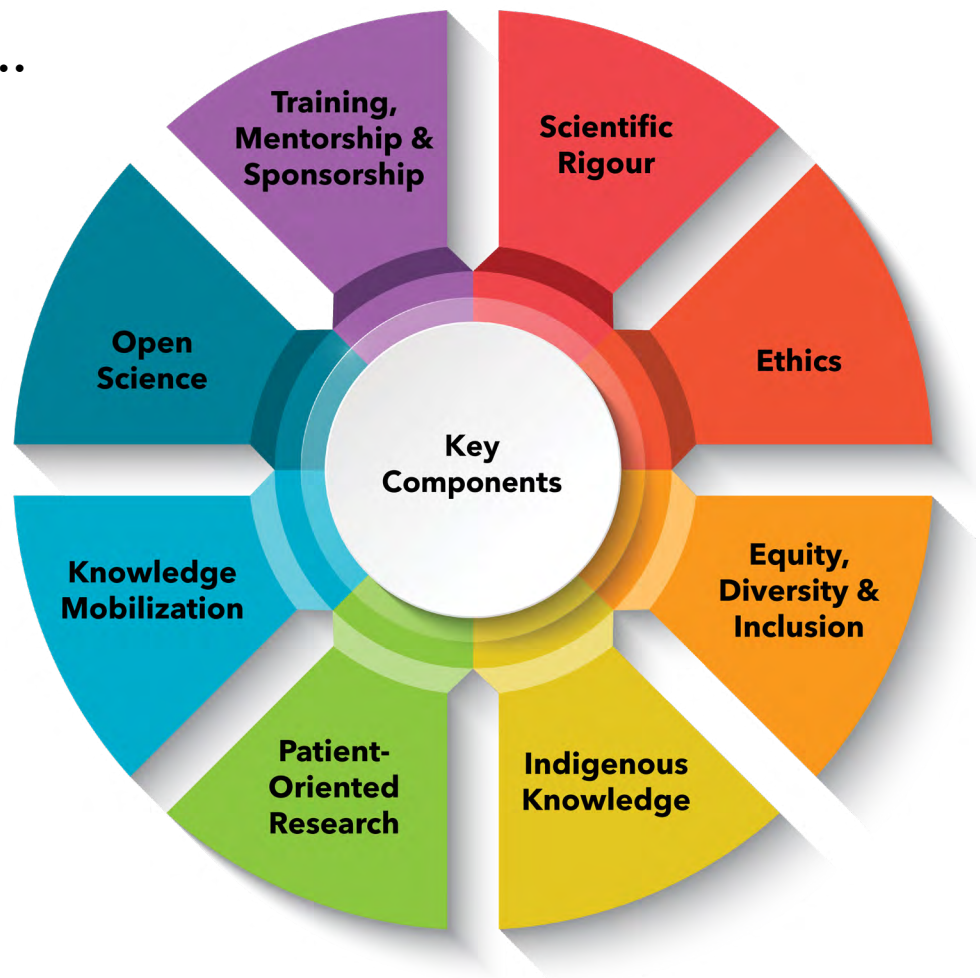 ..
Training,
Mentorship &
Sponsorship
Scientific
Rigour
Ethics
Equity,
Diversity &
Inclusion
Indigenous
Knowledge
Patient-
Oriented
Research
Knowledge
Mobilization
Open
Science
Key
Components